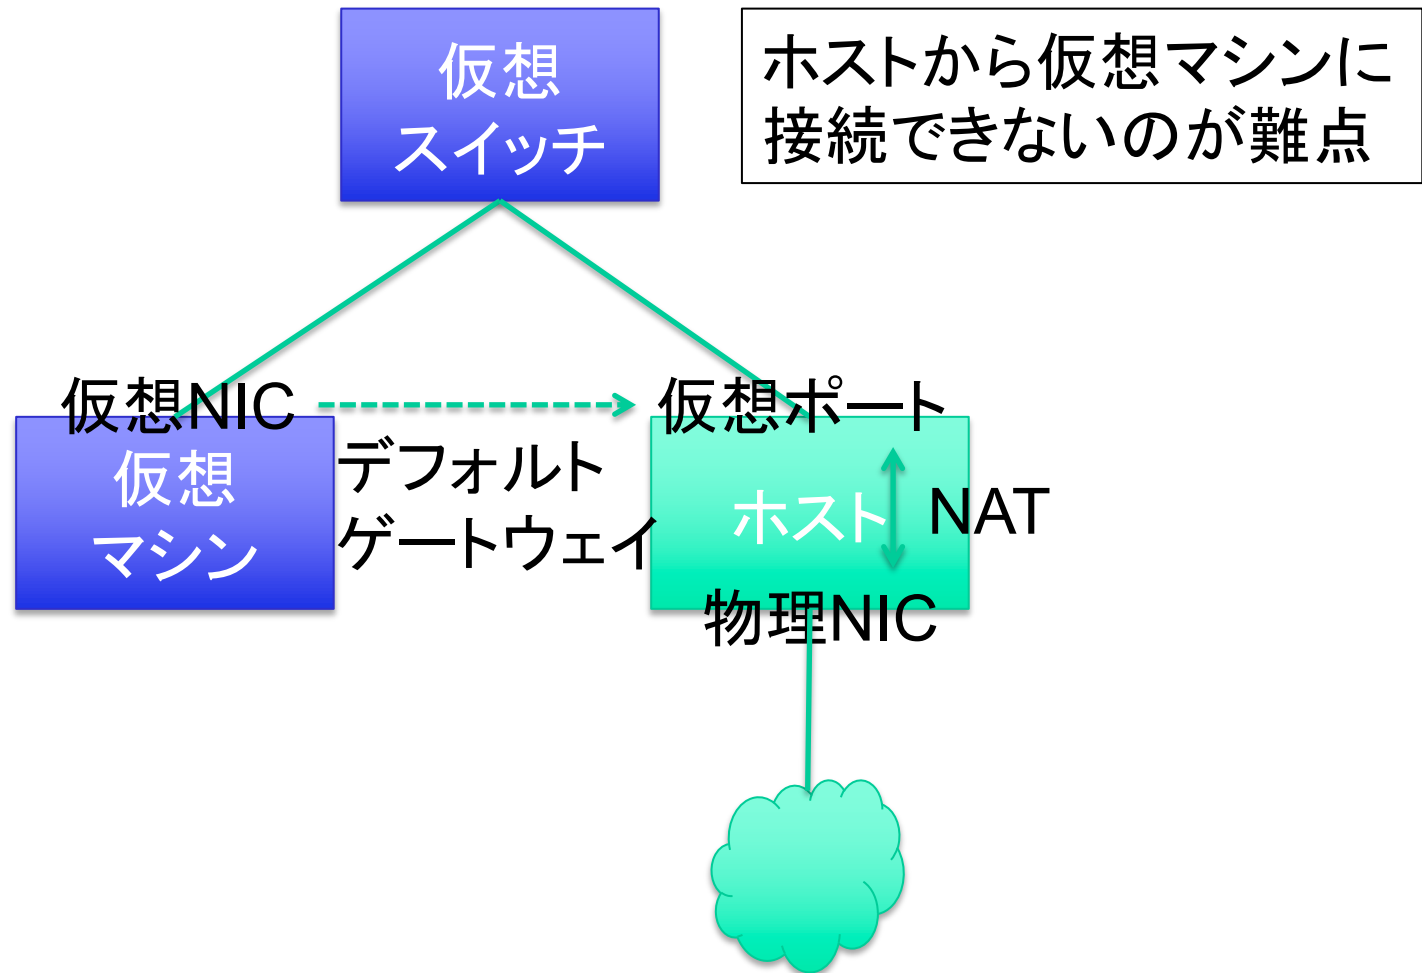 仮想
スイッチ
ホストから仮想マシンに
接続できないのが難点
仮想NIC
仮想ポート
仮想
マシン
デフォルト
ゲートウェイ
ホスト
NAT
物理NIC